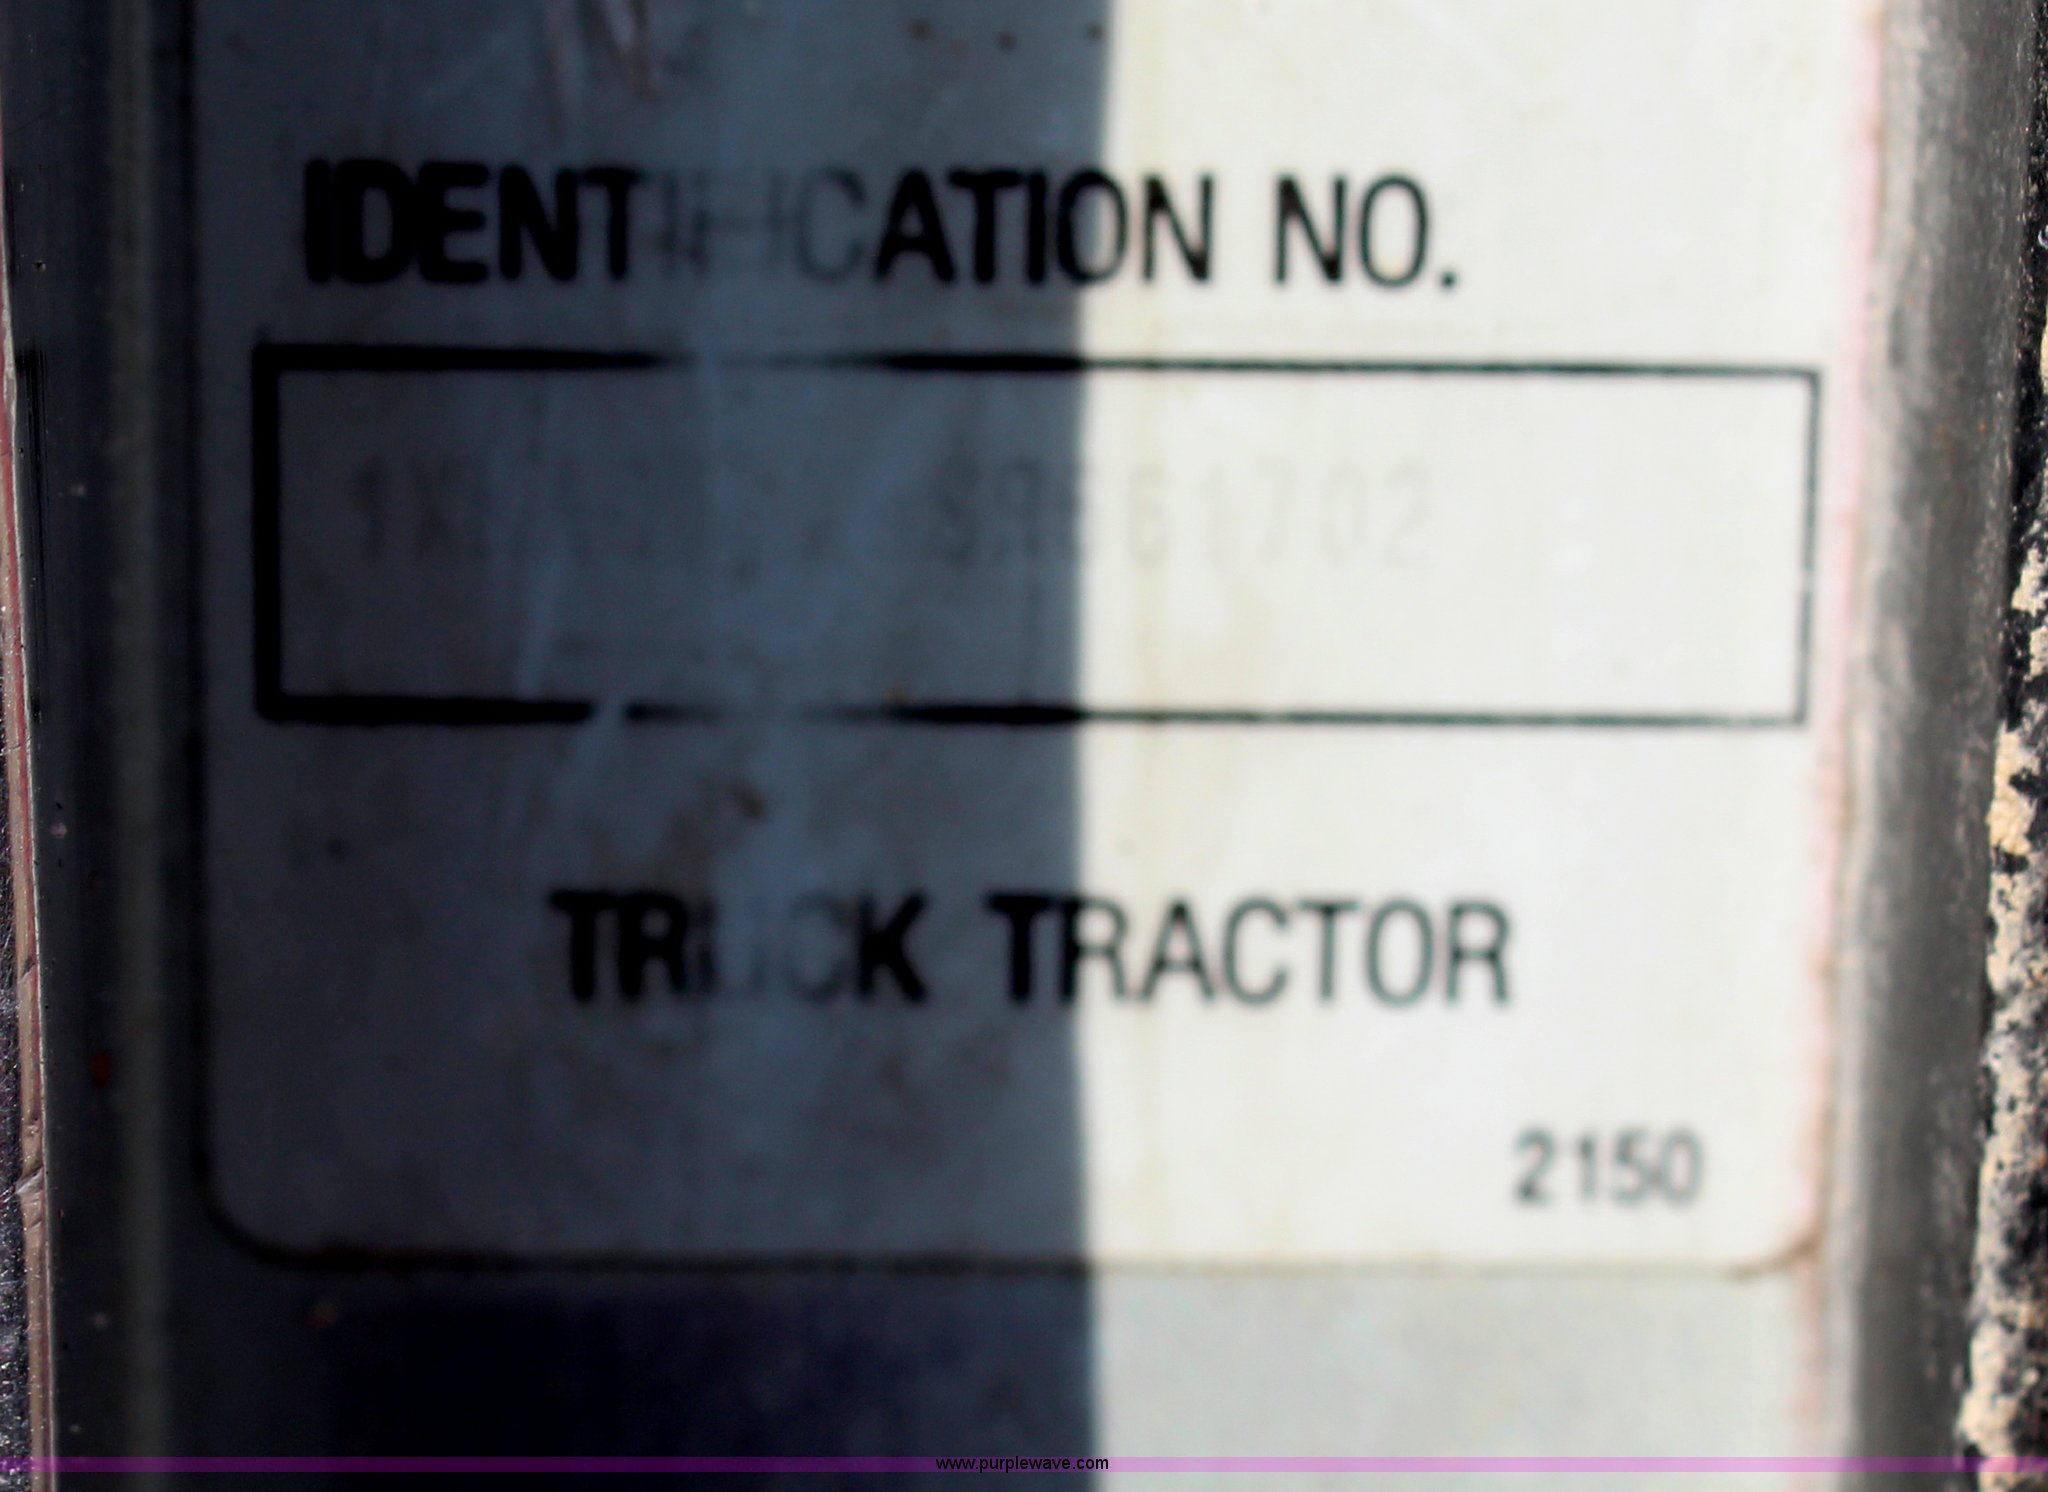 IDENTIFICATION NO.
TRUCK TRACTOR
2150
www.purplewave.com